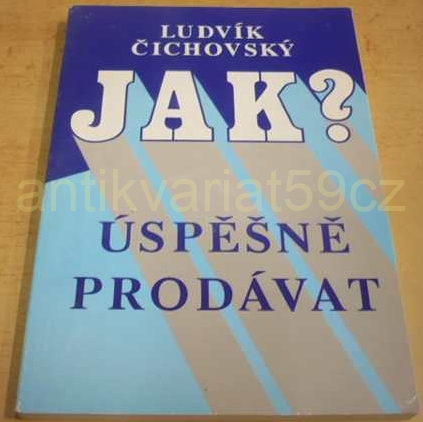 LUDVÍK
ČICHOVSKÝ
JAK?
antikvariat59cz
ÚSPĚŠNĚ
PRODÁVAT